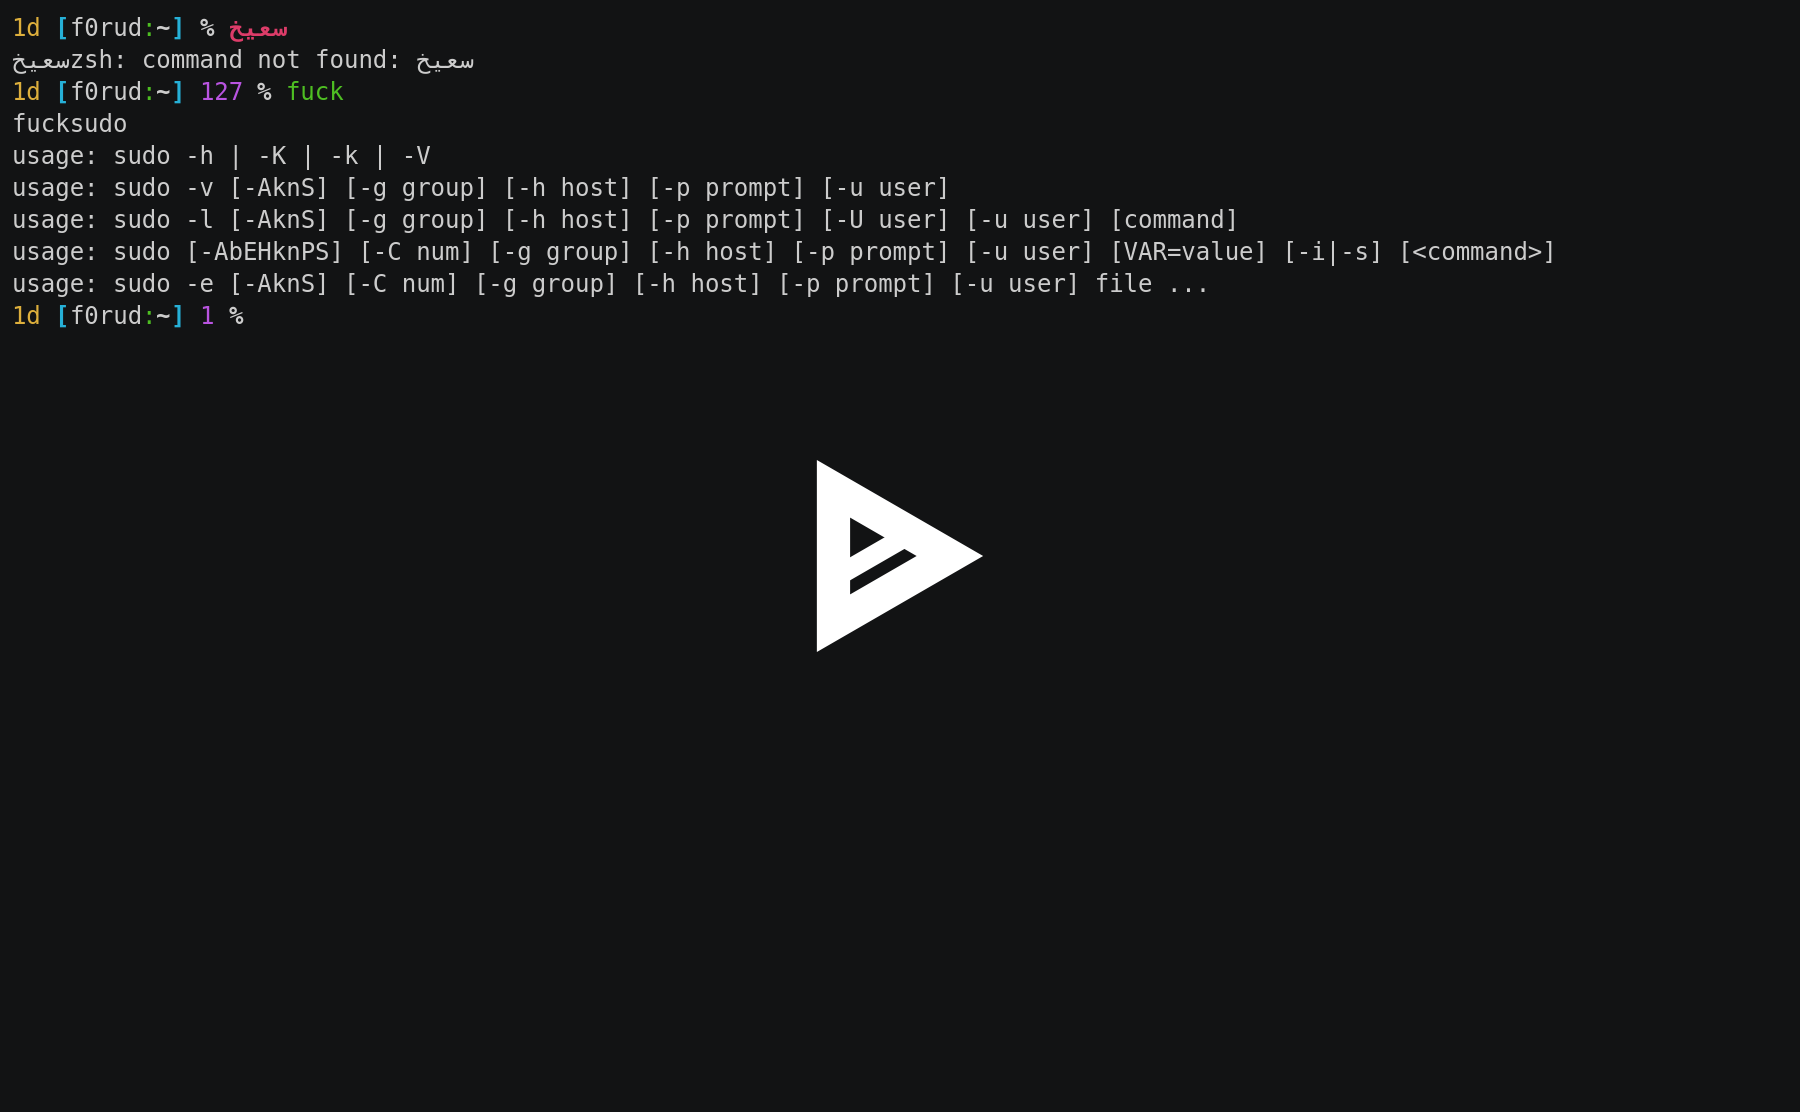 1d [f0rud:~] % سعیخ
سعیخzsh: command not found: سعیخ
1d [f0rud:~] 127 % fuck
fucksudo
usage: sudo -h | -K | -k | -V
usage: sudo -v [-AknS] [-g group] [-h host] [-p prompt] [-u user]
usage: sudo -l [-AknS] [-g group] [-h host] [-p prompt] [-U user] [-u user] [command]
usage: sudo [-AbEHknPS] [-C num] [-g group] [-h host] [-p prompt] [-u user] [VAR=value] [-i|-s] [<command>]
usage: sudo -e [-AknS] [-C num] [-g group] [-h host] [-p prompt] [-u user] file ...
1d [f0rud:~] 1 %